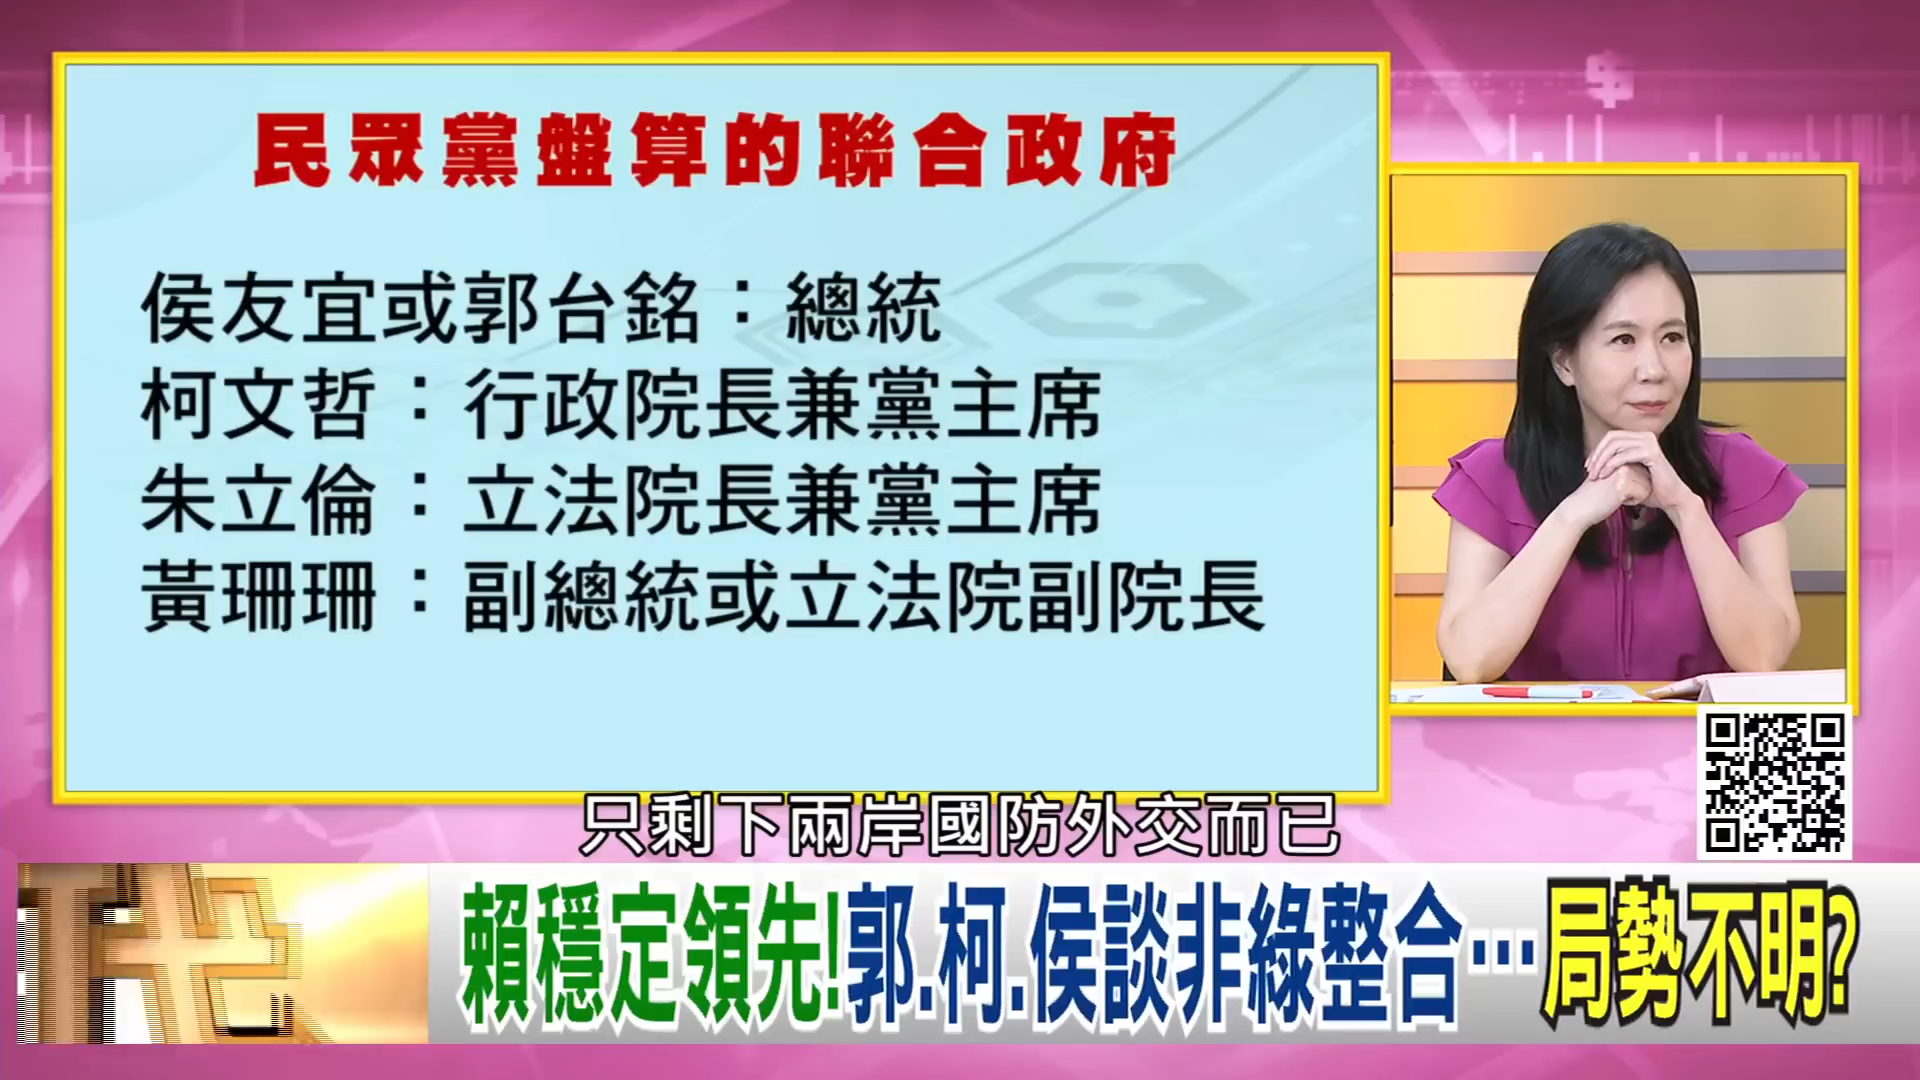 民眾黨盤算的聯合政府
侯友宜或郭台銘：總統
柯文哲：行政院長兼黨主席
朱立倫：立法院長兼黨主席
黃珊珊：副總統或立法院副院長
只剩下兩岸國防外交而已
賴穩定領先!郭.柯.侯談非綠整合…局勢不明?